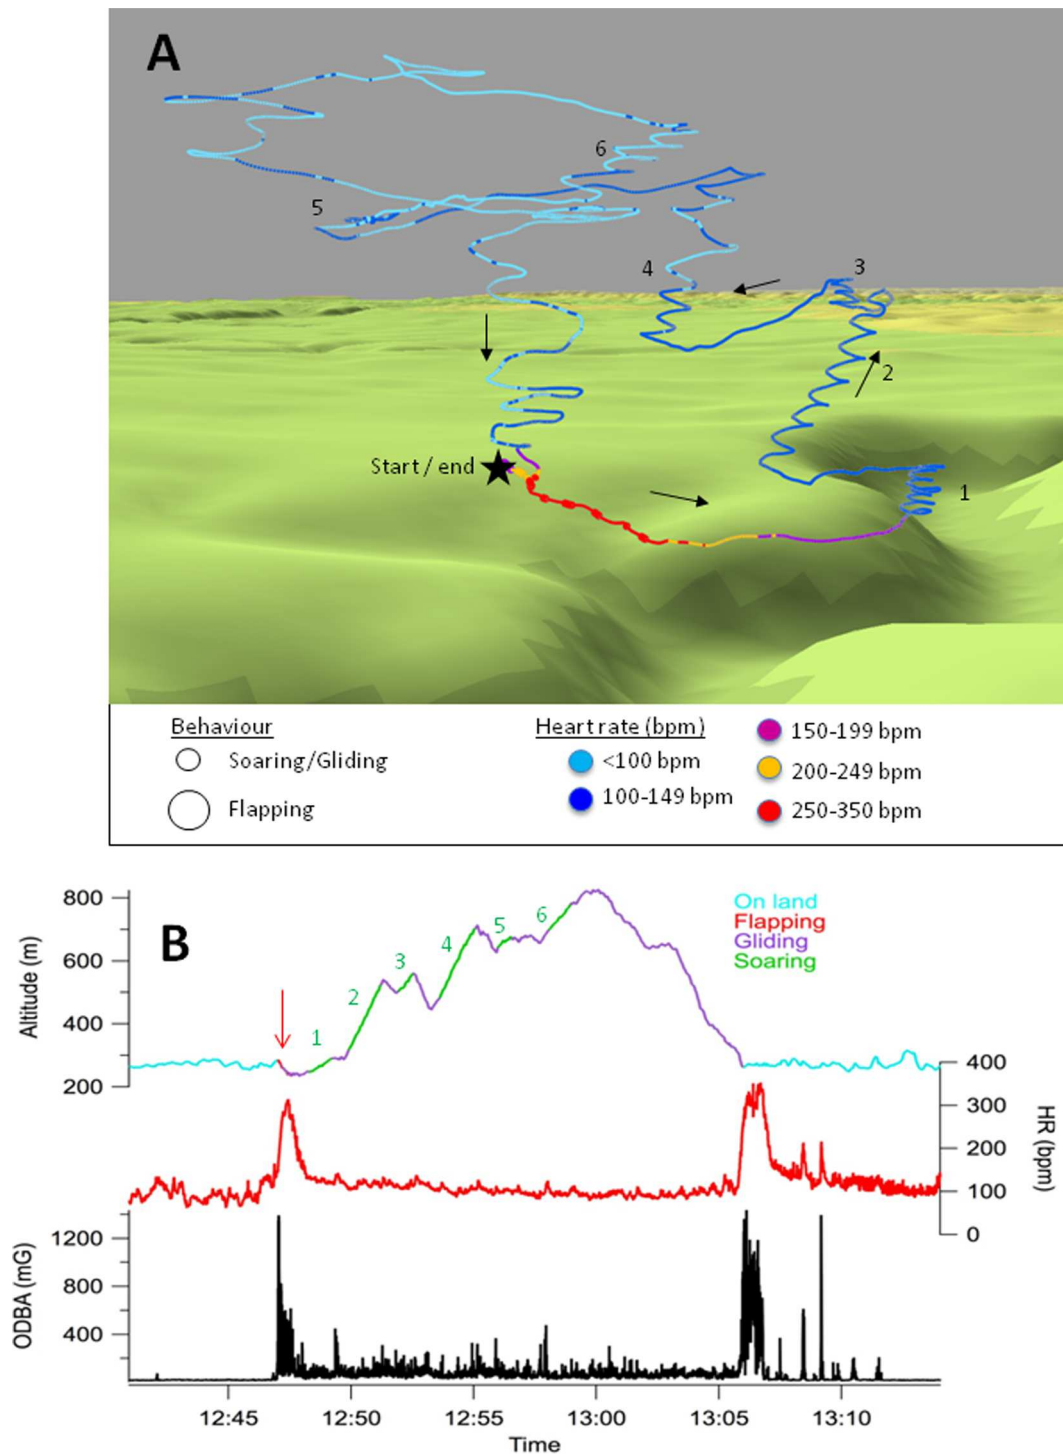 A
6
5
4
3
2
Start / end
1
Behaviour
Soaring/Gliding
Flapping
Heart rate (bpm)
<100 bpm
100-149 bpm
150-199 bpm
200-249 bpm
250-350 bpm
B
Altitude (m)
800
600
400
200
1
2
3
4
5
6
On land
Flapping
Gliding
Soaring
400
300
200
100
0
HR (bpm)
ODBA (mG)
1200
800
400
12:45
12:50
12:55
13:00
13:05
13:10
Time